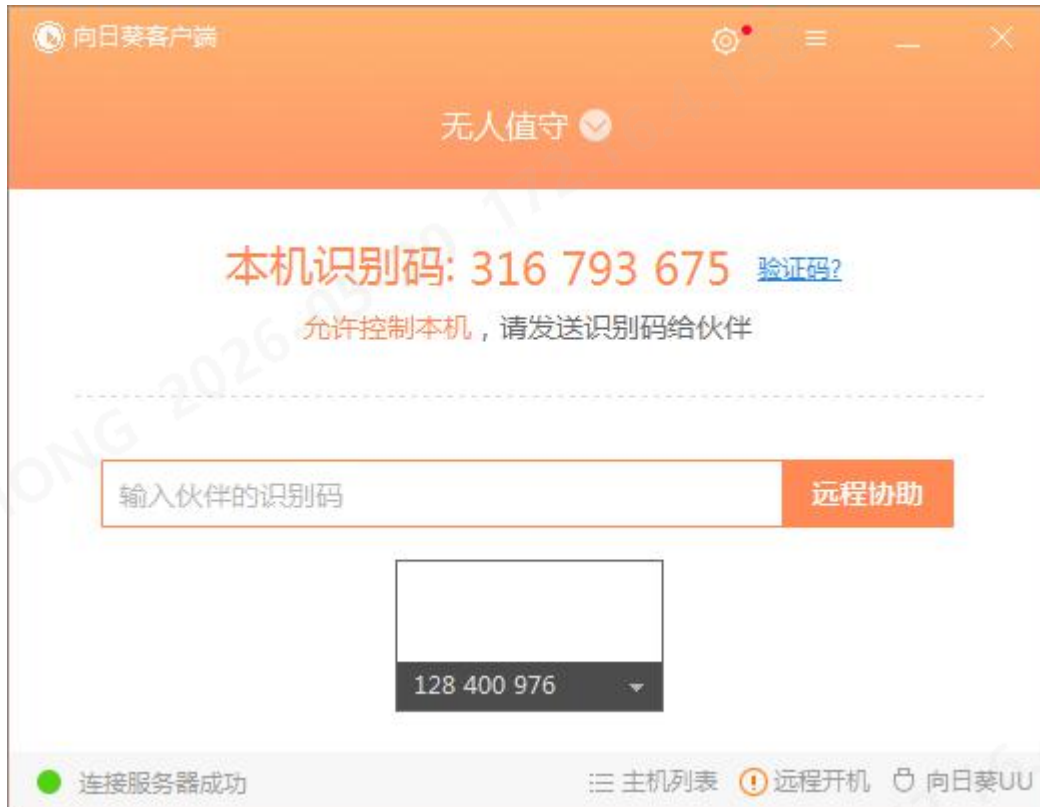 向日葵客户端
无人值守
本机识别码: 316 793 675 验证码?
允许控制本机，请发送识别码给伙伴
输入伙伴的识别码 远程协助
128 400 976
连接服务器成功 主机列表 远程开机 向日葵UU